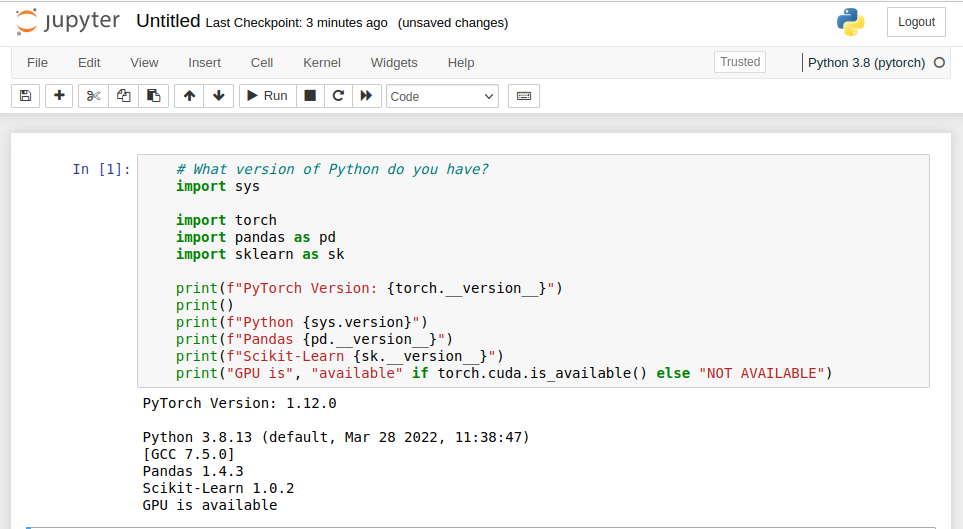 jupyter Untitled Last Checkpoint: 3 minutes ago (unsaved changes) Logout
File Edit View Insert Cell Kernel Widgets Help Trusted Python 3.8 (pytorch)
Run Code
In [1]:
# What version of Python do you have?
import sys
import torch
import pandas as pd
import sklearn as sk
print(f"PyTorch Version: {torch.__version__}")
print()
print(f"Python {sys.version}")
print(f"Pandas {pd.__version__}")
print(f"Scikit-Learn {sk.__version__}")
print("GPU is", "available" if torch.cuda.is_available() else "NOT AVAILABLE")
PyTorch Version: 1.12.0
Python 3.8.13 (default, Mar 28 2022, 11:38:47)
[GCC 7.5.0]
Pandas 1.4.3
Scikit-Learn 1.0.2
GPU is available